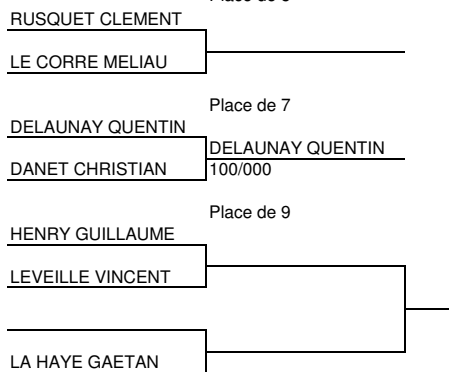 RUSQUET CLEMENT
LE CORRE MELIAU
Place de 7
DELAUNAY QUENTIN
DELAUNAY QUENTIN
DANET CHRISTIAN
100/000
Place de 9
HENRY GUILLAUME
LEVEILLE VINCENT
LA HAYE GAETAN